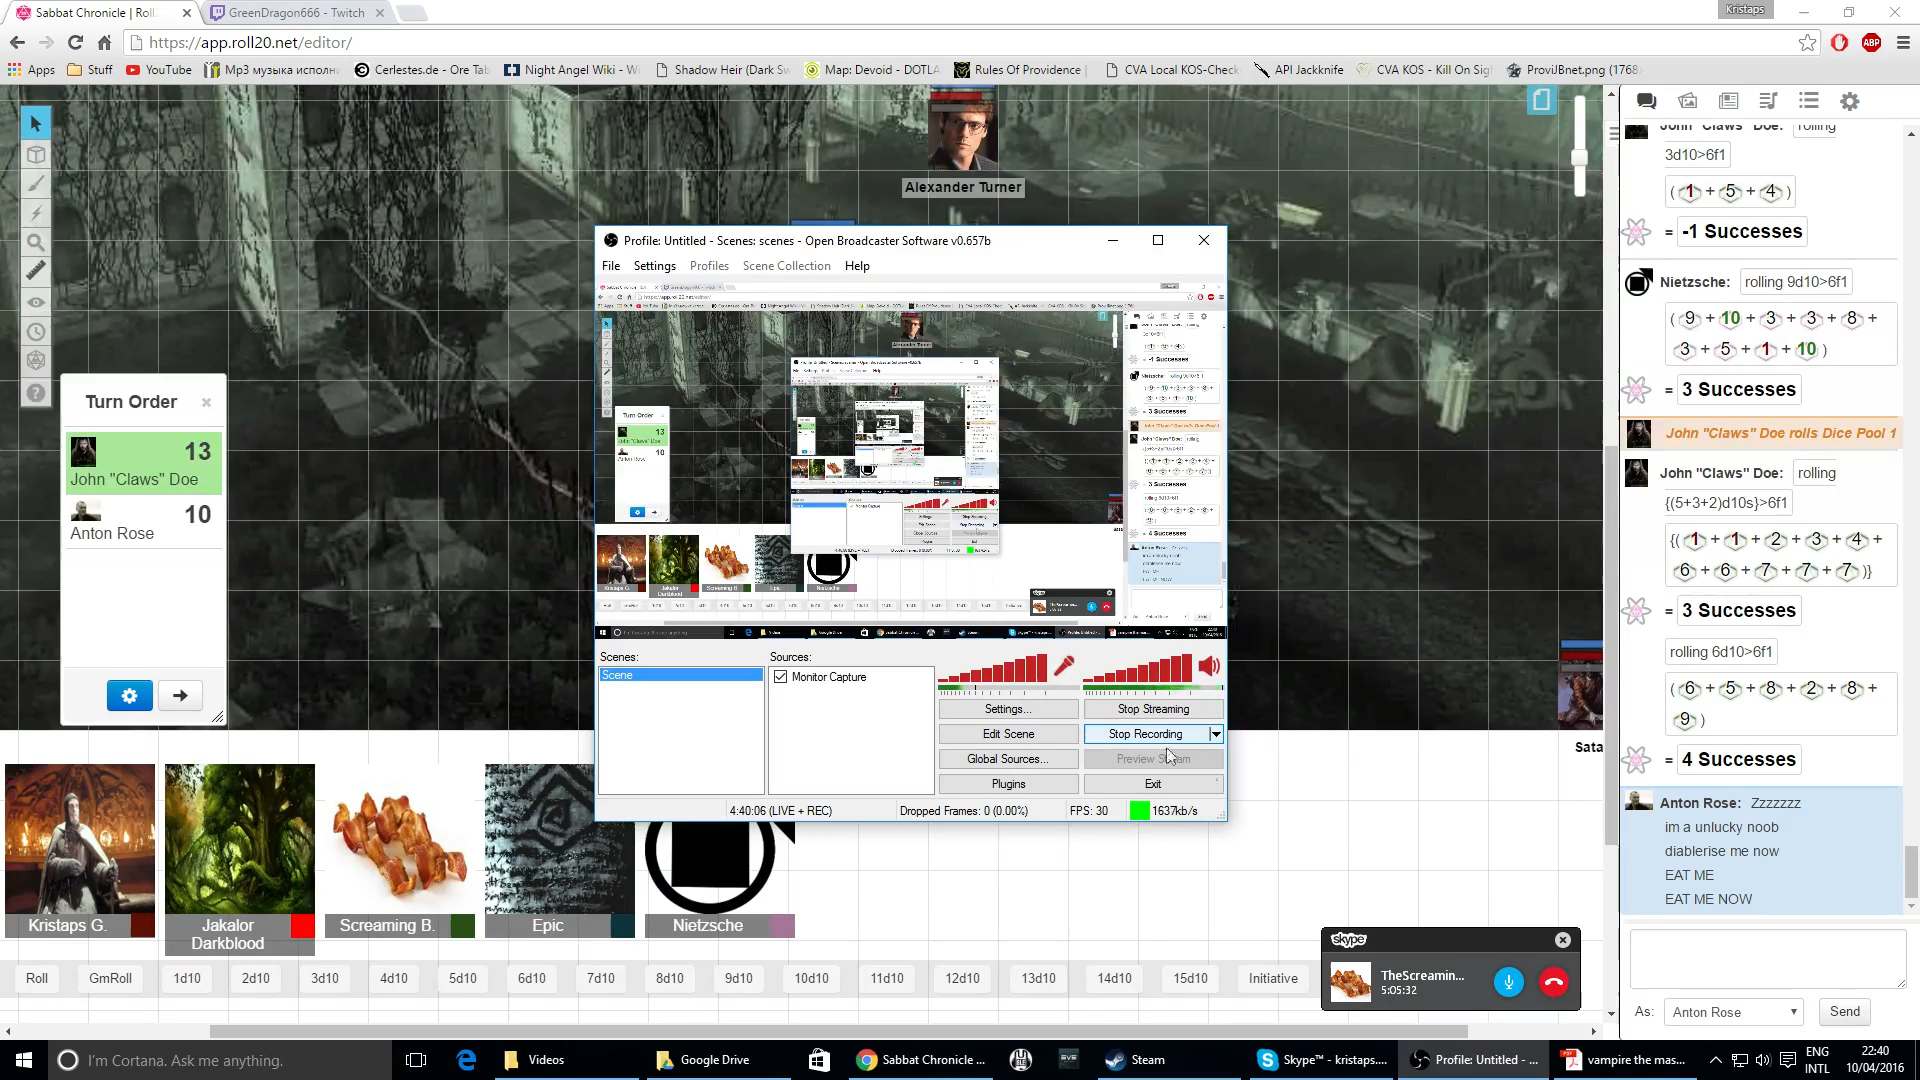 Sabbat Chronicle | Roll
GreenDragon666 - Twitch
Kristaps
https://app.roll20.net/editor/
Apps
Stuff
YouTube
Mp3 музыка исполни
Cerlestes.de - Ore Tab
Night Angel Wiki - Wi
Shadow Heir (Dark Sw
Map: Devoid - DOTLA
Rules Of Providence |
CVA Local KOS-Check
API Jackknife
CVA KOS - Kill On Sigh
ProviJBnet.png (1768×
Alexander Turner
Turn Order
13
John "Claws" Doe
10
Anton Rose
Profile: Untitled - Scenes: scenes - Open Broadcaster Software v0.657b
File Settings Profiles Scene Collection Help
Scenes:
Scene
Sources:
Monitor Capture
Settings...
Stop Streaming
Edit Scene
Stop Recording
Global Sources...
Preview Stream
Plugins
Exit
4:40:06 (LIVE + REC)
Dropped Frames: 0 (0.00%)
FPS: 30
1637kb/s
John "Claws" Doe: rolling
3d10>6f1
(1+5+4)
= -1 Successes
Nietzsche: rolling 9d10>6f1
(9+10+3+3+8+
3+5+1+10)
= 3 Successes
John "Claws" Doe rolls Dice Pool 1
John "Claws" Doe: rolling
{(5+3+2)d10s}>6f1
{(1+1+2+3+4+
6+6+7+7+7)}
= 3 Successes
rolling 6d10>6f1
(6+5+8+2+8+
9)
= 4 Successes
Anton Rose: Zzzzzzz
im a unlucky noob
diablerise me now
EAT ME
EAT ME NOW
As: Anton Rose
Send
Sata
Kristaps G.
Jakalor
Darkblood
Screaming B.
Epic
Nietzsche
Roll GmRoll 1d10 2d10 3d10 4d10 5d10 6d10 7d10 8d10 9d10 10d10 11d10 12d10 13d10 14d10 15d10 Initiative
skype
TheScreamin...
5:05:32
I'm Cortana. Ask me anything.
Videos
Google Drive
Sabbat Chronicle ...
EVE
Steam
Skype™ - kristaps....
Profile: Untitled - ...
vampire the mas...
ENG
INTL
22:40
10/04/2016